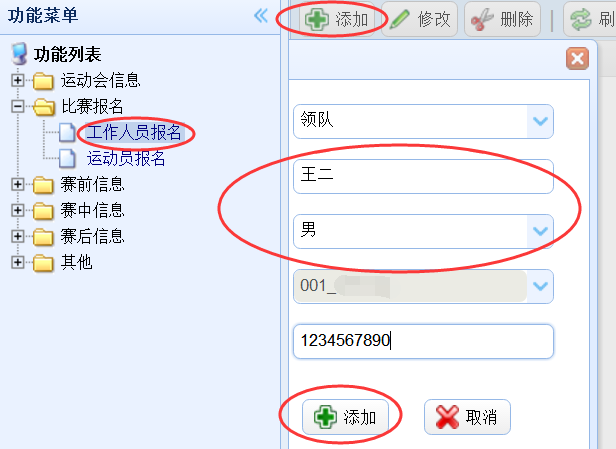 功能菜单
添加 修改 删除 刷
功能列表
运动会信息
比赛报名
工作人员报名
运动员报名
赛前信息
赛中信息
赛后信息
其他
领队
王二
男
001_
1234567890
添加 取消